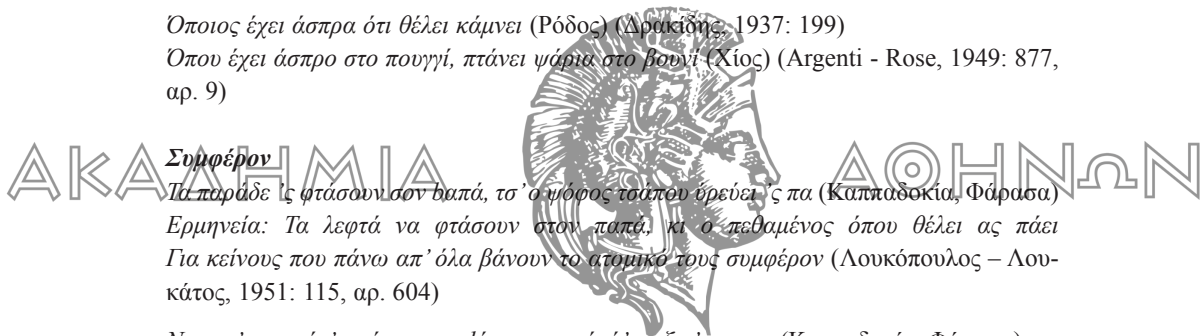 Όποιος έχει άσπρα ότι θέλει κάμνει (Ρόδος) (Δρακίδης, 1937: 199)
Όπου έχει άσπρο στο πουγγί, πτάνει ψάρια στο βουνί (Χίος) (Argenti - Rose, 1949: 877,
αρ. 9)
Συμφέρον
ΑΚΑΔΗΜΙΑ ΑΘΗΝΩΝ
Τα παράδε ’ς φτάσουν σον bαπά, τσ’ ο ψόφος τσάπου ύρεύει ’ς πα (Καππαδοκία, Φάρασα)
Ερμηνεία: Τα λεφτά να φτάσουν στον παπά, κι ο πεθαμένος όπου θέλει ας πάει
Για κείνους που πάνω απ’ όλα βάνουν το ατομικό τους συμφέρον (Λουκόπουλος – Λου-
κάτος, 1951: 115, αρ. 604)